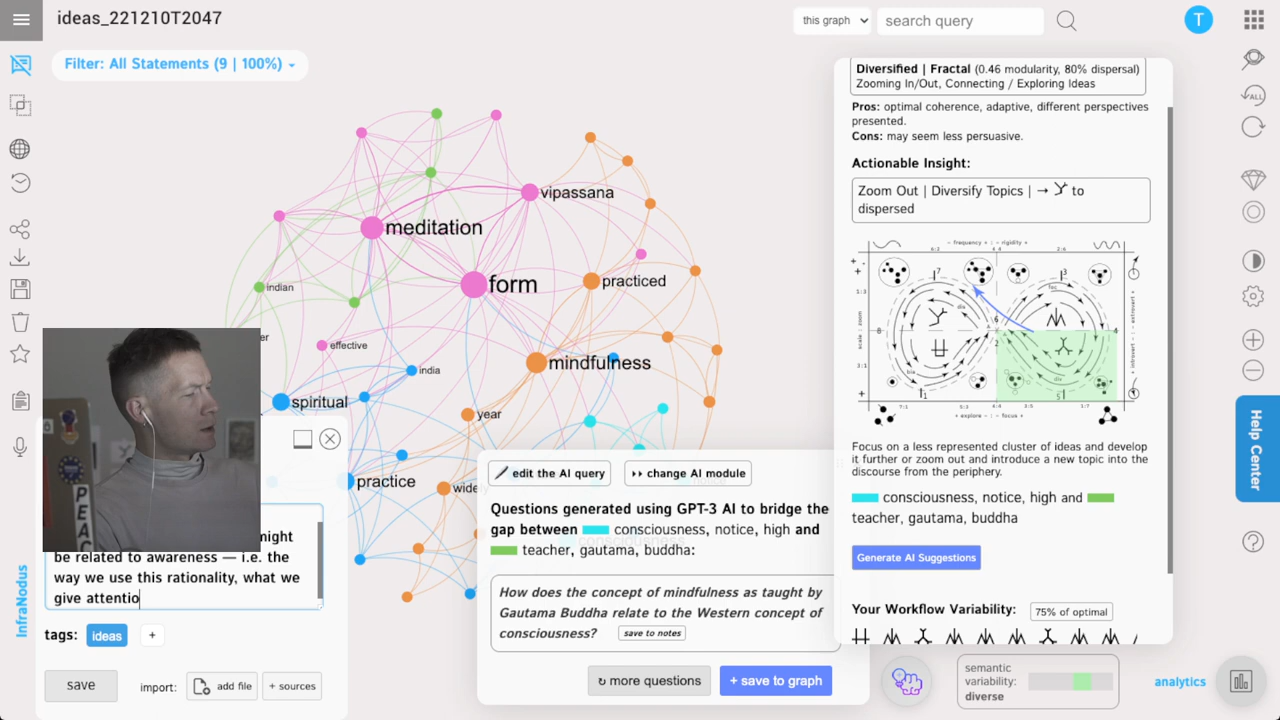 ideas_221210T2047
this graph
search query
T
Filter: All Statements (9 | 100%)
ALL
vipassana
meditation
form
practiced
indian
effective
mindfulness
india
spiritual
year
practice
widely
PEAC
might
be related to awareness — i.e. the
way we use this rationality, what we
give attentio
tags: ideas +
save
import: add file + sources
InfraNodus
edit the AI query
change AI module
Questions generated using GPT-3 AI to bridge the
gap between consciousness, notice, high and
teacher, gautama, buddha:
How does the concept of mindfulness as taught by
Gautama Buddha relate to the Western concept of
consciousness? save to notes
↻ more questions
+ save to graph
Diversified | Fractal (0.46 modularity, 80% dispersal)
Zooming In/Out, Connecting / Exploring Ideas
Pros: optimal coherence, adaptive, different perspectives
presented.
Cons: may seem less persuasive.
Actionable Insight:
Zoom Out | Diversify Topics | → to
dispersed
Focus on a less represented cluster of ideas and develop
it further or zoom out and introduce a new topic into the
discourse from the periphery.
consciousness, notice, high and
teacher, gautama, buddha
Generate AI Suggestions
Your Workflow Variability: 75% of optimal
semantic
variability:
diverse
analytics
Help Center